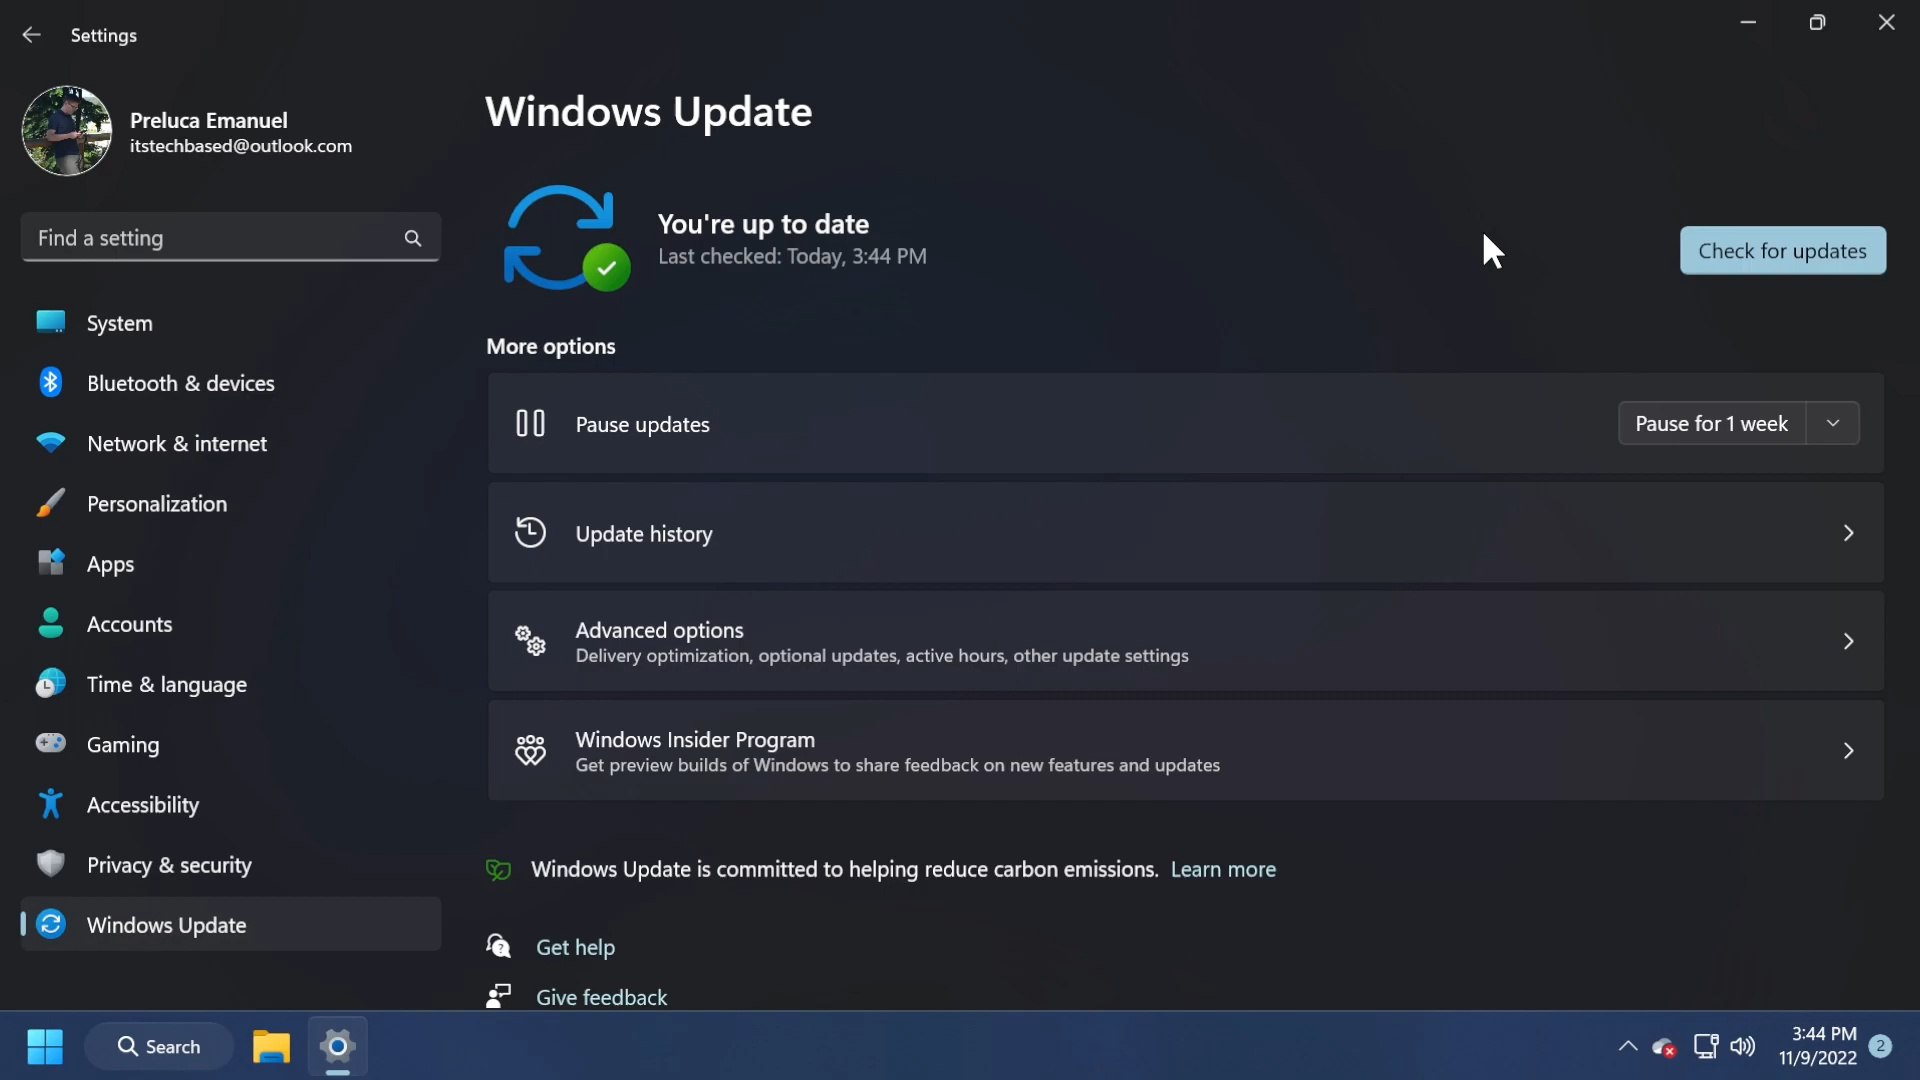 Settings
Preluca Emanuel
itstechbased@outlook.com
Find a setting
System
Bluetooth & devices
Network & internet
Personalization
Apps
Accounts
Time & language
Gaming
Accessibility
Privacy & security
Windows Update
Windows Update
You're up to date
Last checked: Today, 3:44 PM
Check for updates
More options
Pause updates
Pause for 1 week
Update history
Advanced options
Delivery optimization, optional updates, active hours, other update settings
Windows Insider Program
Get preview builds of Windows to share feedback on new features and updates
Windows Update is committed to helping reduce carbon emissions. Learn more
Get help
Give feedback
Search
3:44 PM
11/9/2022
2